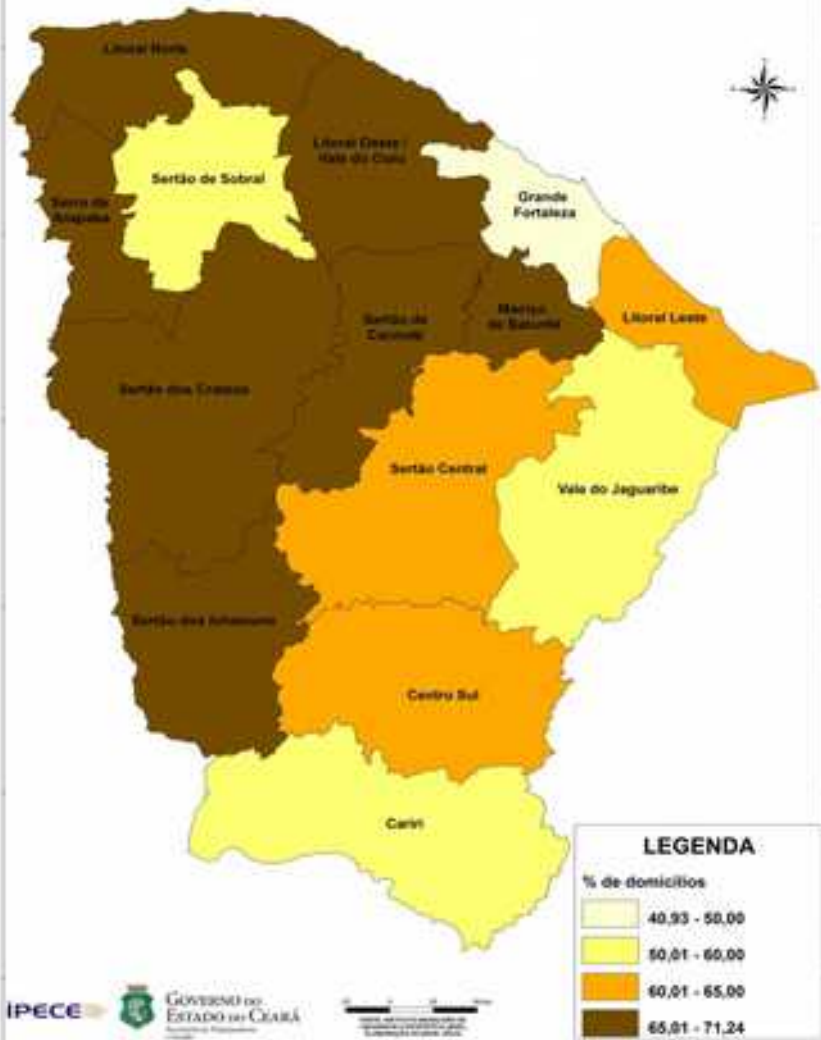 Litoral Norte
Litoral Oeste /
Vale do Curu
Sertão de Sobral
Serra da
Ibiapaba
Grande
Fortaleza
Sertão de
Canindé
Maciço
de Baturité
Litoral Leste
Sertão dos Crateús
Sertão Central
Vale do Jaguaribe
Sertão dos Inhamuns
Centro Sul
Cariri
LEGENDA
% de domicílios
40,93 - 50,00
50,01 - 60,00
60,01 - 65,00
65,01 - 71,24
IPECE
GOVERNO DO
ESTADO DO CEARÁ